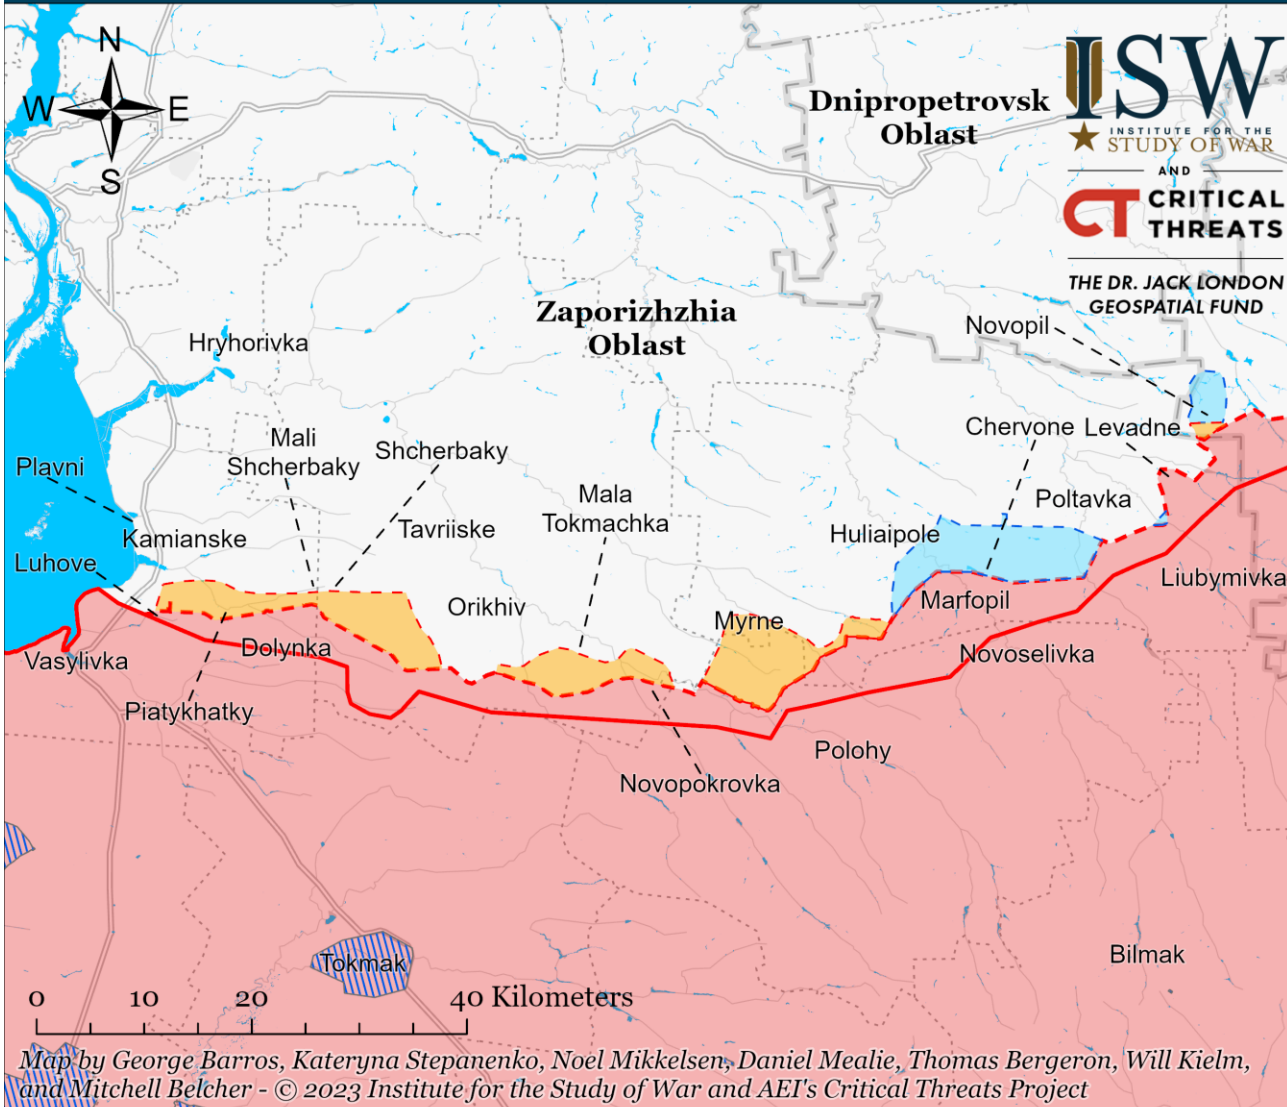 N
W
E
S
Dnipropetrovsk
Oblast
ISW
INSTITUTE FOR THE
STUDY OF WAR
AND
CT CRITICAL
THREATS
THE DR. JACK LONDON
GEOSPATIAL FUND
Zaporizhzhia
Oblast
Novopil
Hryhorivka
Mali
Shcherbaky
Shcherbaky
Chervone
Levadne
Plavni
Mala
Tokmachka
Poltavka
Kamianske
Tavriiske
Huliaipole
Luhove
Liubymivka
Orikhiv
Marfopil
Myrne
Vasylivka
Dolynka
Novoselivka
Piatykhatky
Polohy
Novopokrovka
Tokmak
Bilmak
0 10 20 40 Kilometers
Map by George Barros, Kateryna Stepanenko, Noel Mikkelsen, Daniel Mealie, Thomas Bergeron, Will Kielm,
and Mitchell Belcher - © 2023 Institute for the Study of War and AEI's Critical Threats Project